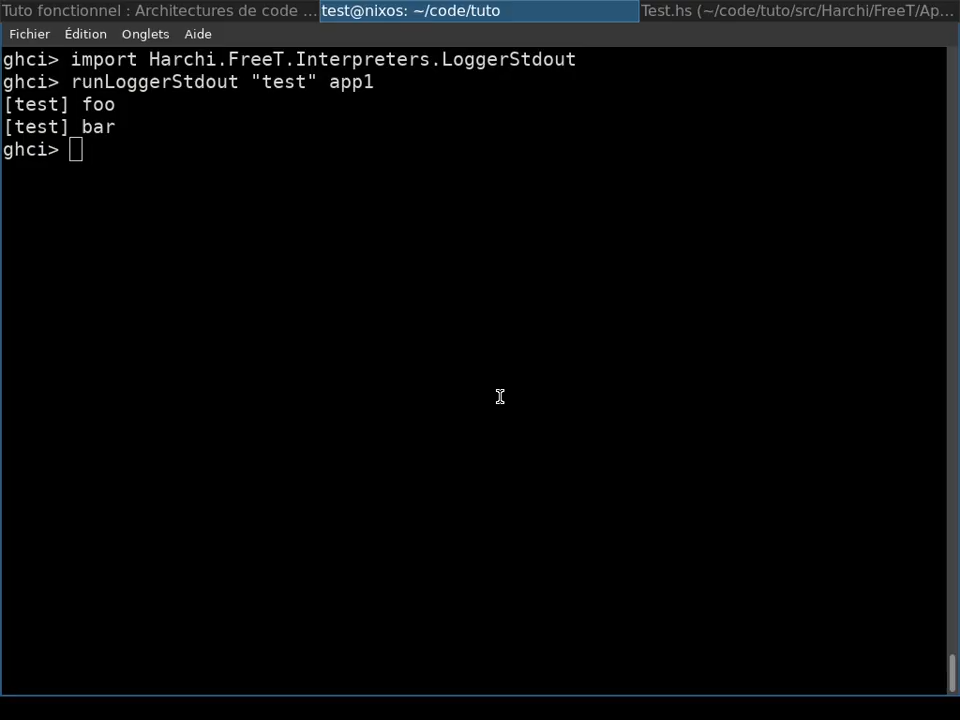 Tuto fonctionnel : Architectures de code ...
test@nixos: ~/code/tuto
Test.hs (~/code/tuto/src/Harchi/FreeT/Ap...
Fichier Édition Onglets Aide
ghci> import Harchi.FreeT.Interpreters.LoggerStdout
ghci> runLoggerStdout "test" app1
[test] foo
[test] bar
ghci>